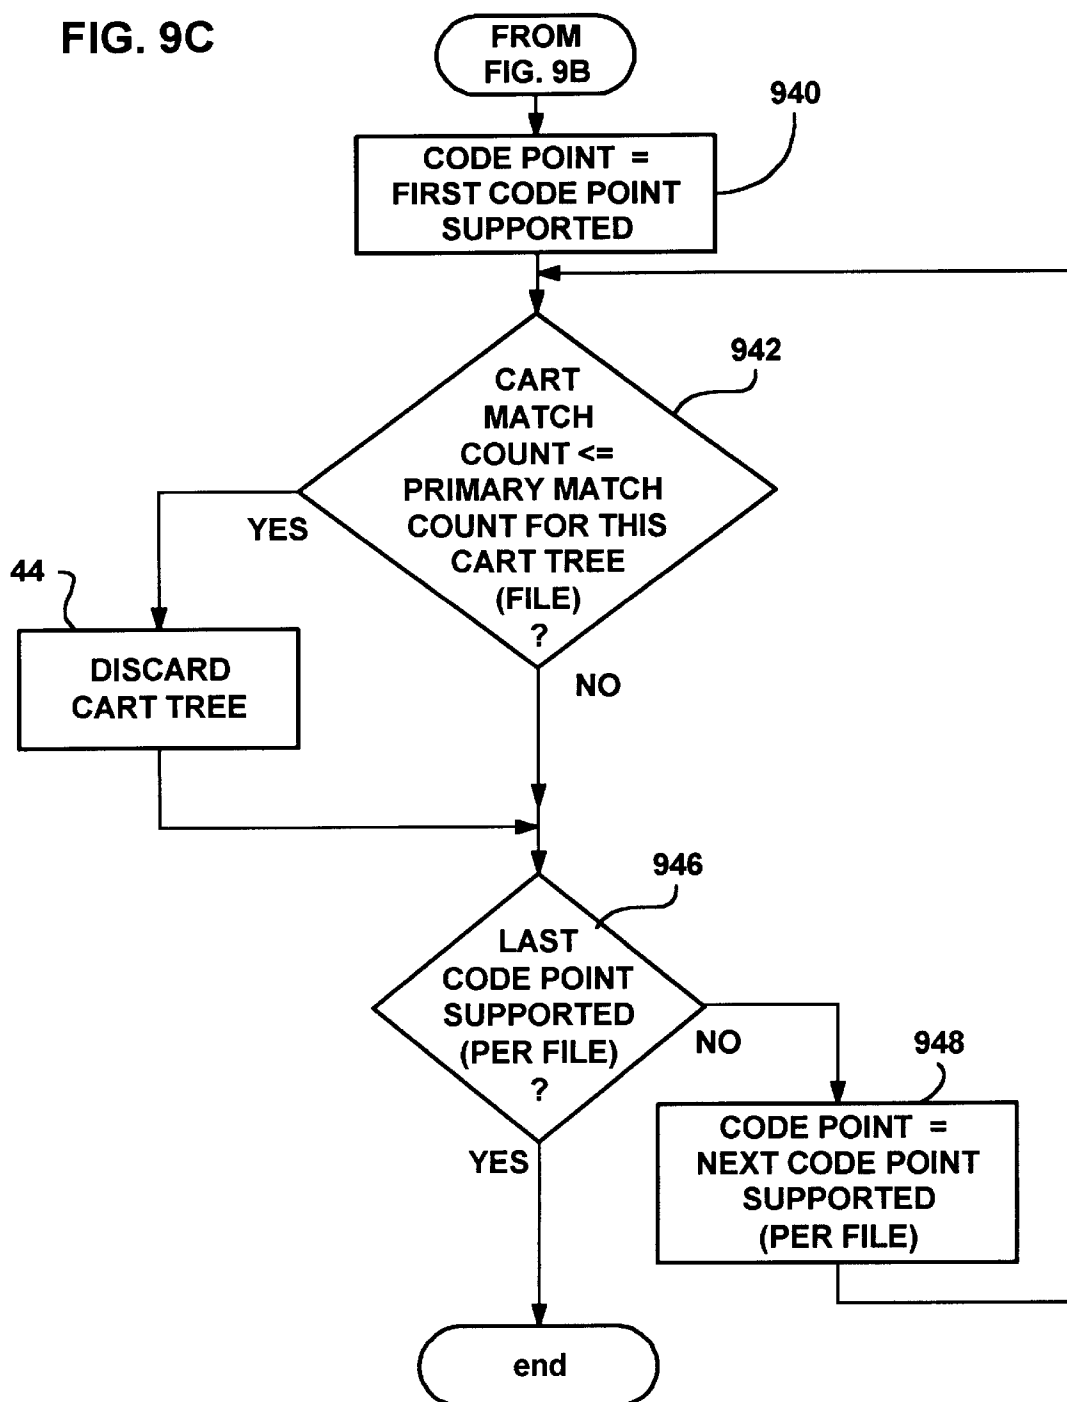 FIG. 9C
FROM
FIG. 9B
940
CODE POINT =
FIRST CODE POINT
SUPPORTED
942
CART
MATCH
COUNT <=
PRIMARY MATCH
COUNT FOR THIS
CART TREE
(FILE)
?
YES
NO
44
DISCARD
CART TREE
946
LAST
CODE POINT
SUPPORTED
(PER FILE)
?
NO
YES
948
CODE POINT =
NEXT CODE POINT
SUPPORTED
(PER FILE)
end